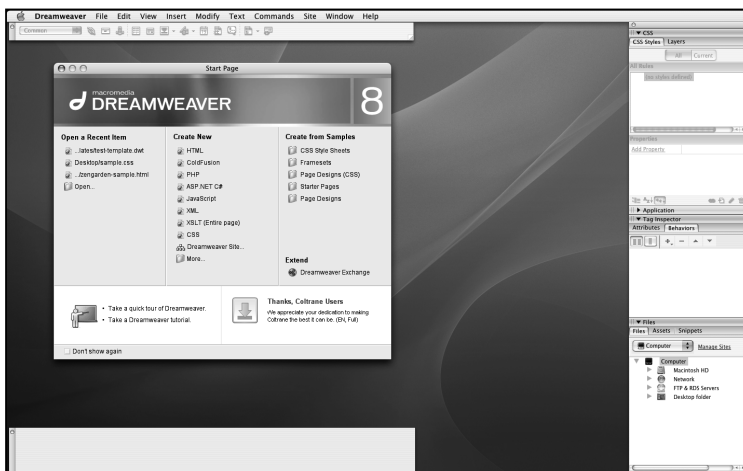 Dreamweaver File Edit View Insert Modify Text Commands Site Window Help
Common
Start Page
macromedia
DREAMWEAVER 8
Open a Recent Item
...lates/test-template.dwt
Desktop/sample.css
.../zengarden-sample.html
Open...
Create New
HTML
ColdFusion
PHP
ASP.NET C#
JavaScript
XML
XSLT (Entire page)
CSS
Dreamweaver Site...
More...
Create from Samples
CSS Style Sheets
Framesets
Page Designs (CSS)
Starter Pages
Page Designs
Extend
Dreamweaver Exchange
• Take a quick tour of Dreamweaver.
• Take a Dreamweaver tutorial.
Thanks, Coltrane Users
We appreciate your dedication to making
Coltrane the best it can be. (EN, Full)
Don't show again
CSS
CSS Styles Layers
All Current
All Rules
(no styles defined)
Properties
Add Property
Application
Tag Inspector
Attributes Behaviors
Files
Files Assets Snippets
Computer Manage Sites
Computer
Macintosh HD
Network
FTP & RDS Servers
Desktop folder